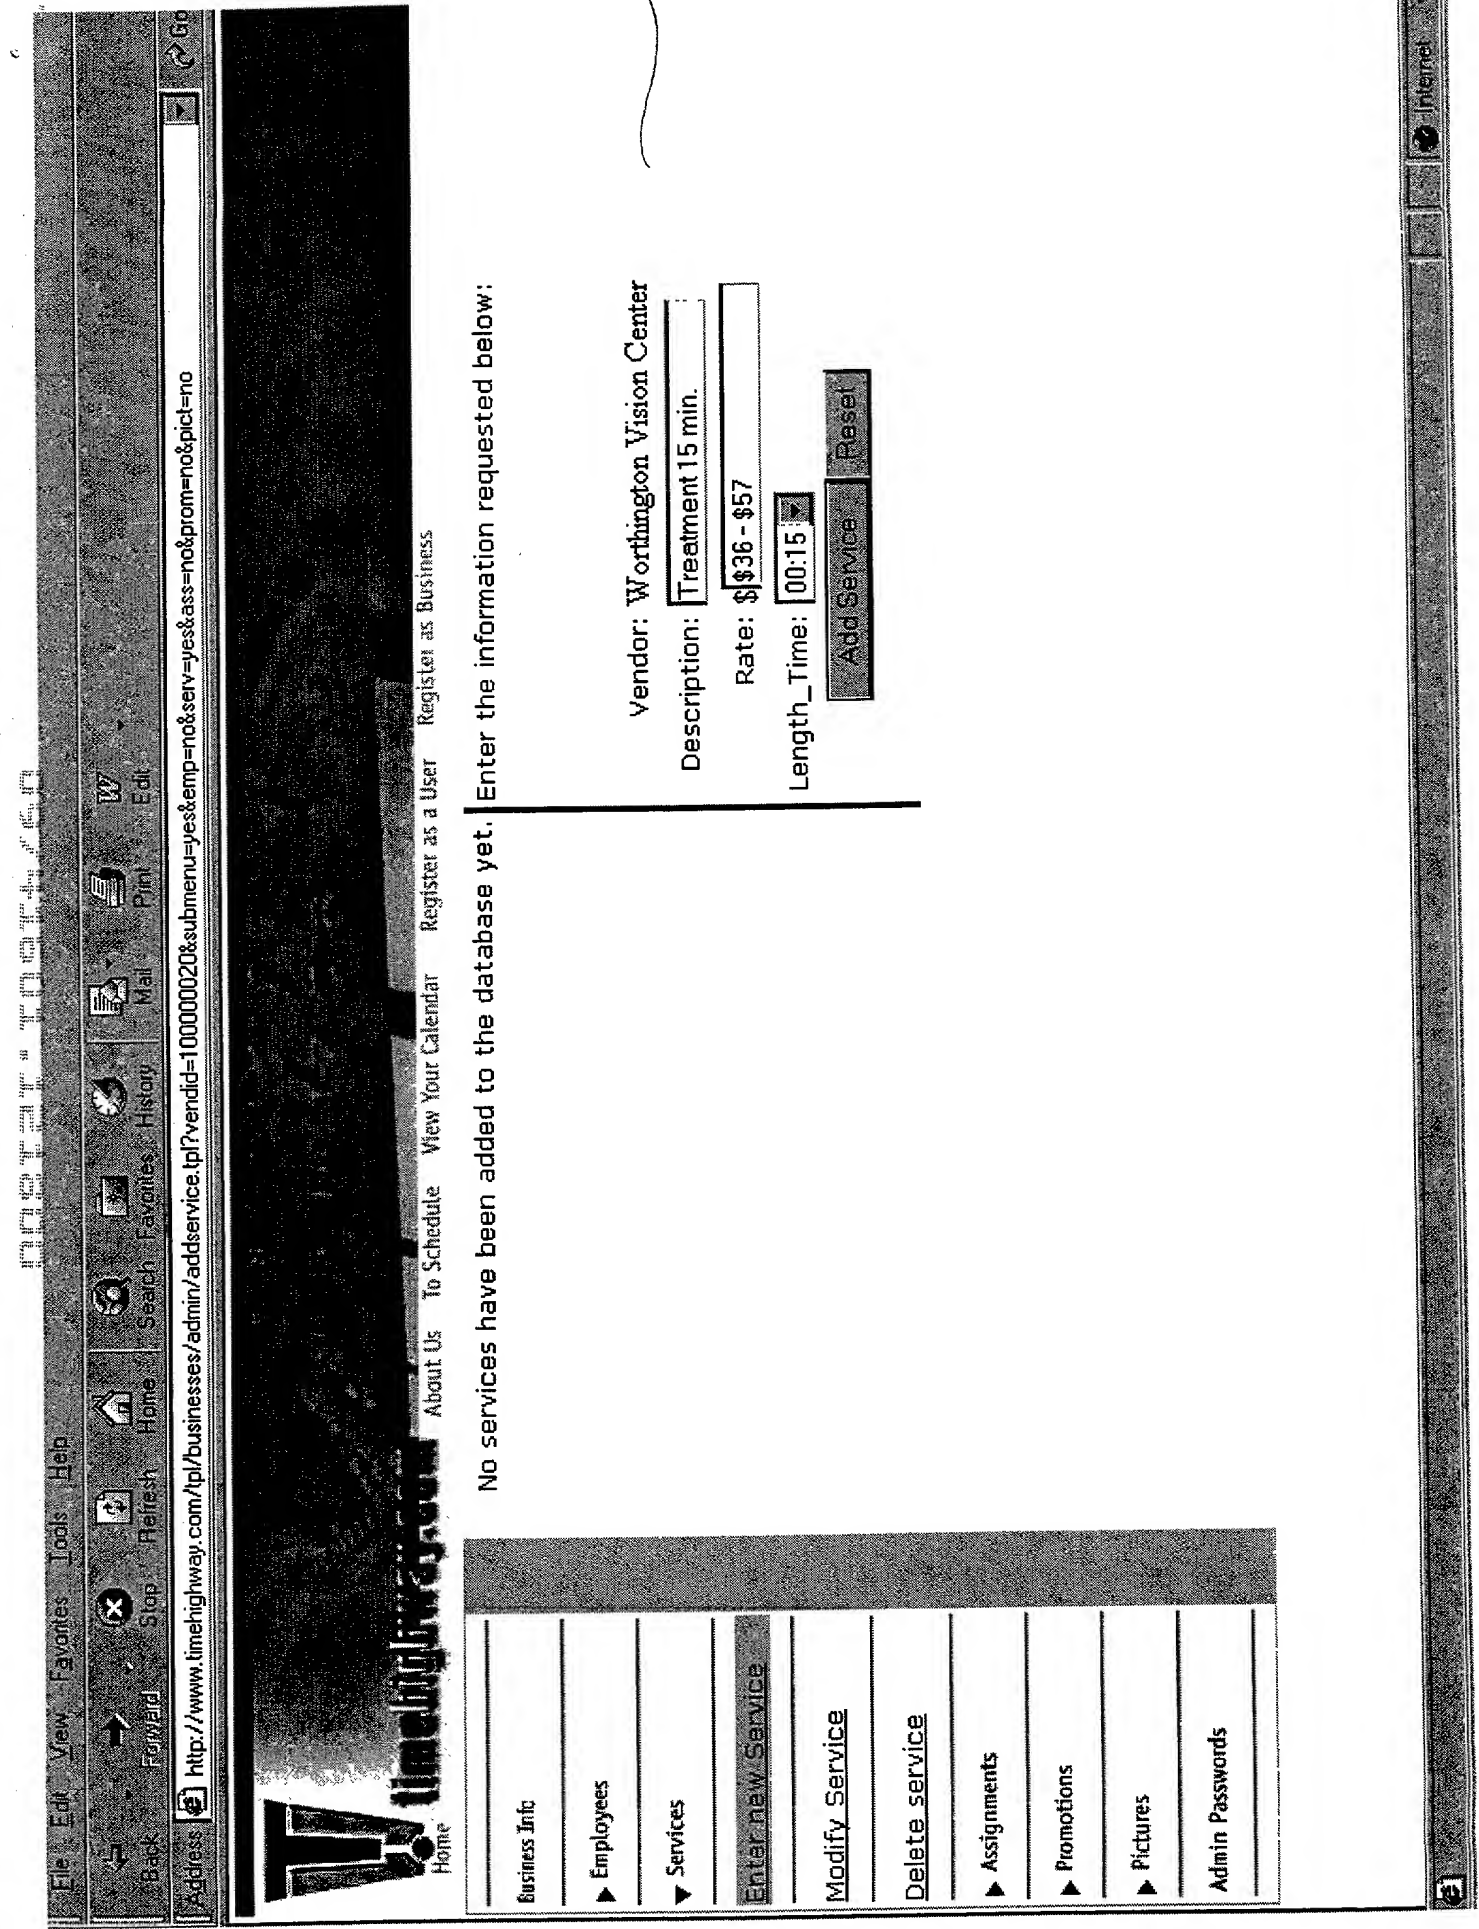 File Edit View Favorites Tools Help
Back Forward Stop Refresh Home Search Favorites History Mail Print Edit
Address http://www.timehighway.com/tpl/businesses/admin/addservice.tpl?vendid=100000020&submenu=yes&emp=no&serv=yes&ass=no&prom=no&pict=no Go
timehighway.com
Home About Us To Schedule View Your Calendar Register as a User Register as Business
Business Info
▶ Employees
▼ Services
Enter new Service
Modify Service
Delete service
▶ Assignments
▶ Promotions
▶ Pictures
Admin Passwords
No services have been added to the database yet.
Enter the information requested below:
Vendor: Worthington Vision Center
Description: Treatment 15 min.
Rate: $ $36 - $57
Length_Time: 00:15
Add Service Reset
Internet